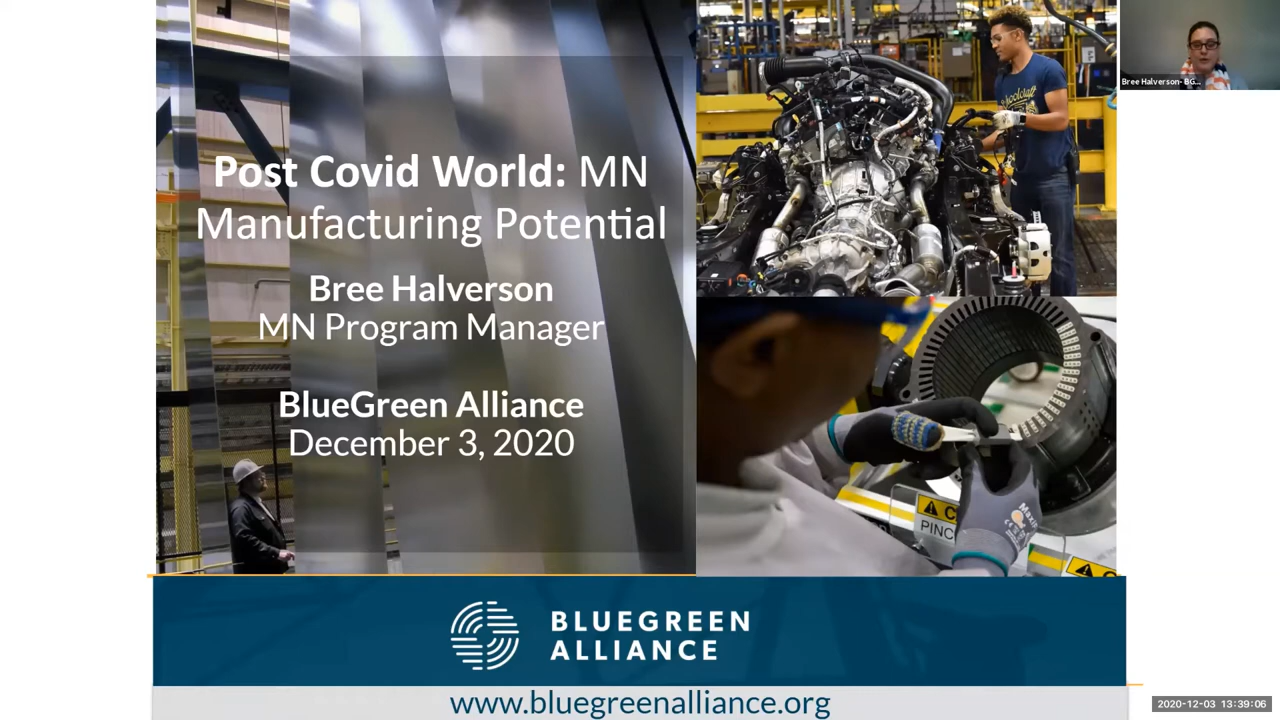 Post Covid World: MN
Manufacturing Potential
Bree Halverson
MN Program Manager
BlueGreen Alliance
December 3, 2020
Bree Halverson- BG...
PINC
BLUEGREEN
ALLIANCE
www.bluegreenalliance.org
2020-12-03 13:39:06